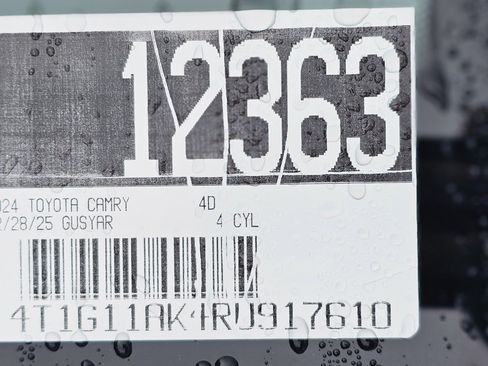 12363
024 TOYOTA CAMRY 4D
2/28/25 GUSYAR 4 CYL
4T1G11AK4RU917610